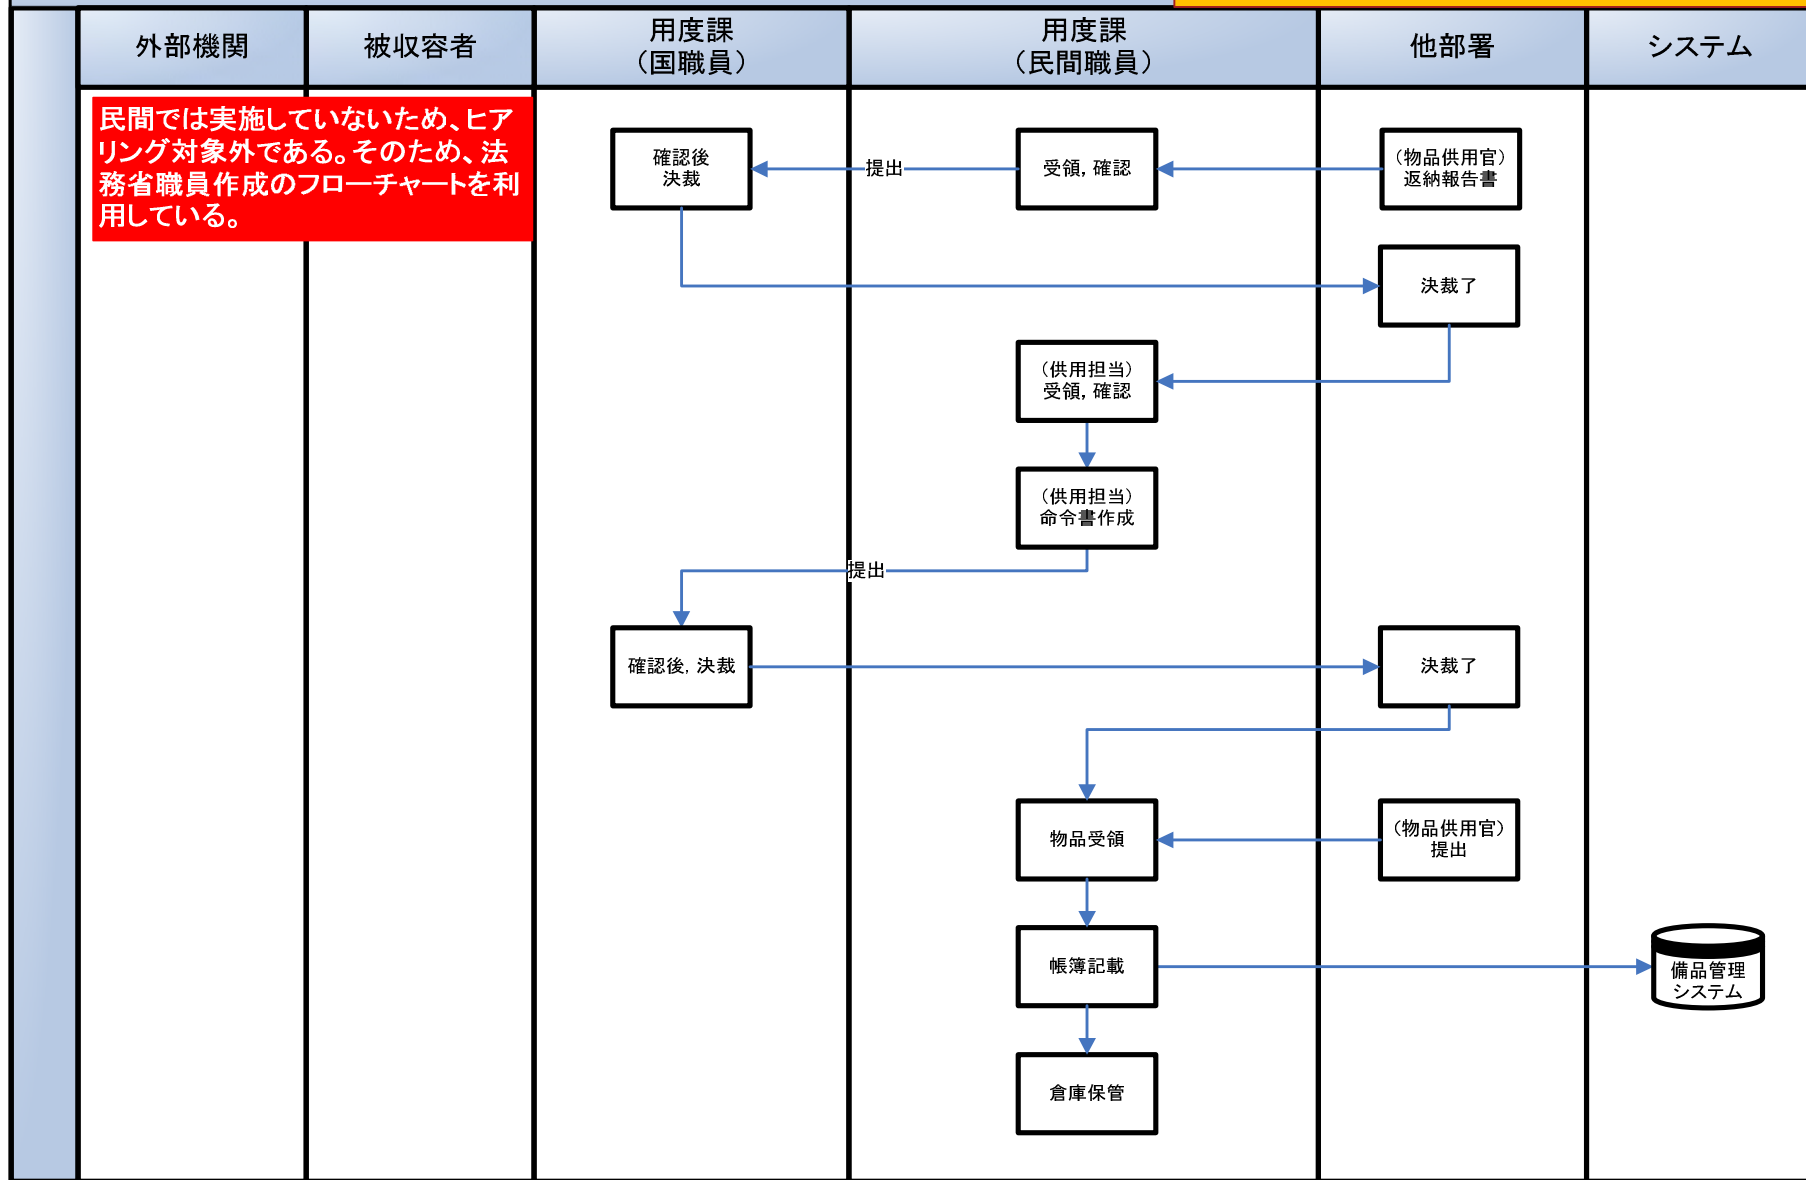 外部機関
被収容者
用度課
（国職員）
用度課
（民間職員）
他部署
システム
民間では実施していないため、ヒア
リング対象外である。そのため、法
務省職員作成のフローチャートを利
用している。
確認後
決裁
提出
受領，確認
（物品供用官）
返納報告書
決裁了
（供用担当）
受領，確認
（供用担当）
命令書作成
提出
確認後，決裁
決裁了
物品受領
（物品供用官）
提出
帳簿記載
備品管理
システム
倉庫保管